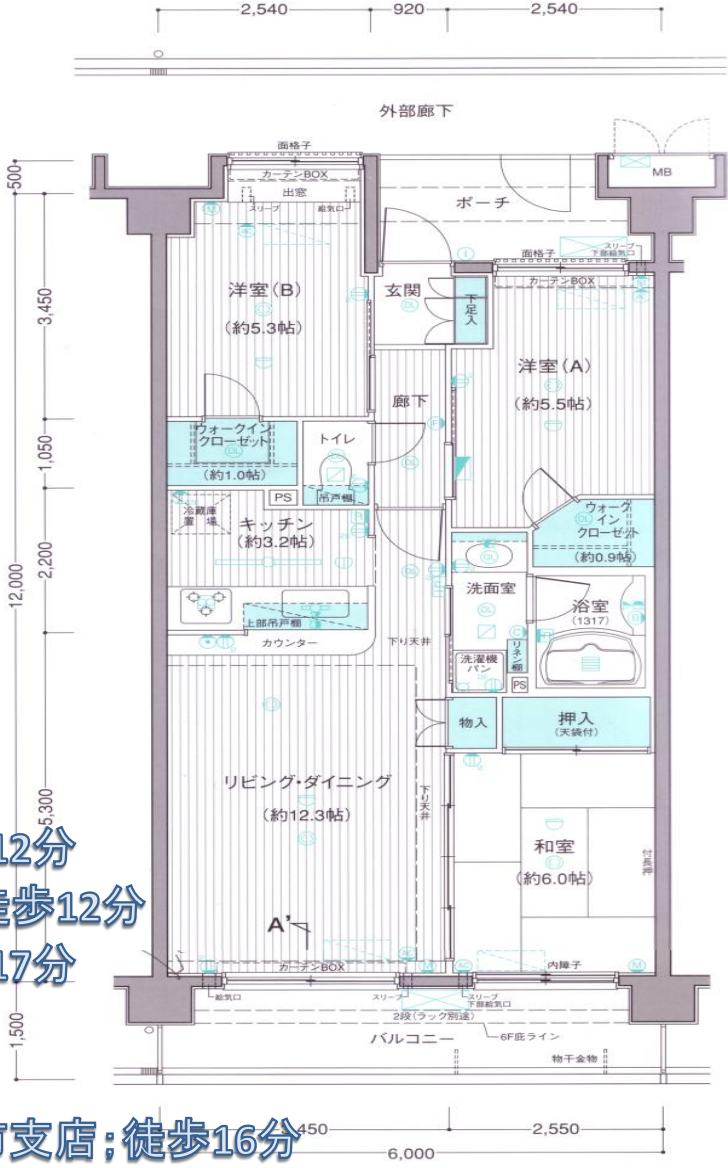 2,540 920 2,540
外部廊下
面格子
カーテンBOX
出窓
スリーブ 給気口
ポーチ
MB
面格子
スリーブ
下部給気口
カーテンBOX
500
3,450
1,050
2,200
12,000
5,300
1,500
洋室(B)
(約5.3帖)
玄関
下足入
洋室(A)
(約5.5帖)
廊下
ウォークイン
クローゼット
(約1.0帖)
トイレ
吊戸棚
PS
冷蔵庫
置場
キッチン
(約3.2帖)
ウォーク
イン
クローゼット
(約0.9帖)
洗面室
浴室
(1317)
上部吊戸棚
カウンター
下り天井
洗濯機
パン
リネン棚
PS
物入
押入
(天袋付)
リビング・ダイニング
(約12.3帖)
下り天井
和室
(約6.0帖)
付長押
12分
徒歩12分
17分
A'
カーテンBOX
内障子
給気口
スリーブ
スリーブ
下部給気口
2段(ラック別途)
バルコニー
6F庇ライン
物干金物
支店;徒歩16分
450 2,550
6,000